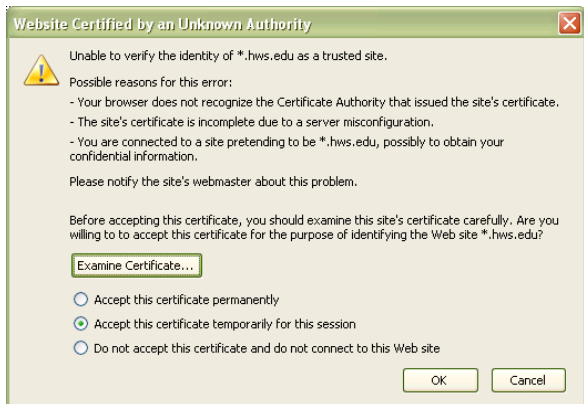 Website Certified by an Unknown Authority
Unable to verify the identity of *.hws.edu as a trusted site.
Possible reasons for this error:
- Your browser does not recognize the Certificate Authority that issued the site's certificate.
- The site's certificate is incomplete due to a server misconfiguration.
- You are connected to a site pretending to be *.hws.edu, possibly to obtain your
confidential information.
Please notify the site's webmaster about this problem.
Before accepting this certificate, you should examine this site's certificate carefully. Are you
willing to to accept this certificate for the purpose of identifying the Web site *.hws.edu?
Examine Certificate...
Accept this certificate permanently
Accept this certificate temporarily for this session
Do not accept this certificate and do not connect to this Web site
OK Cancel